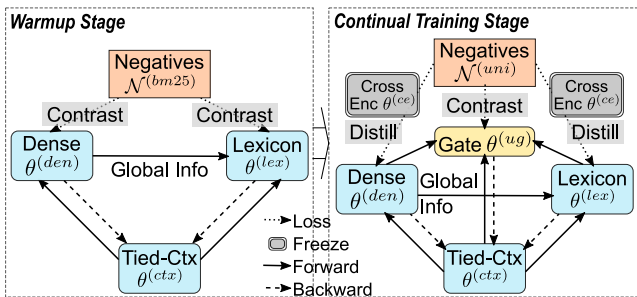 Warmup Stage
Negatives
𝒩^(bm25)
Contrast
Contrast
Dense
θ^(den)
Global Info
Lexicon
θ^(lex)
Tied-Ctx
θ^(ctx)
Loss
Freeze
Forward
Backward
Continual Training Stage
Negatives
𝒩^(uni)
Cross
Enc θ^(ce)
Cross
Enc θ^(ce)
Contrast
Distill
Distill
Gate θ^(ug)
Dense
θ^(den)
Global
Info
Lexicon
θ^(lex)
Tied-Ctx
θ^(ctx)